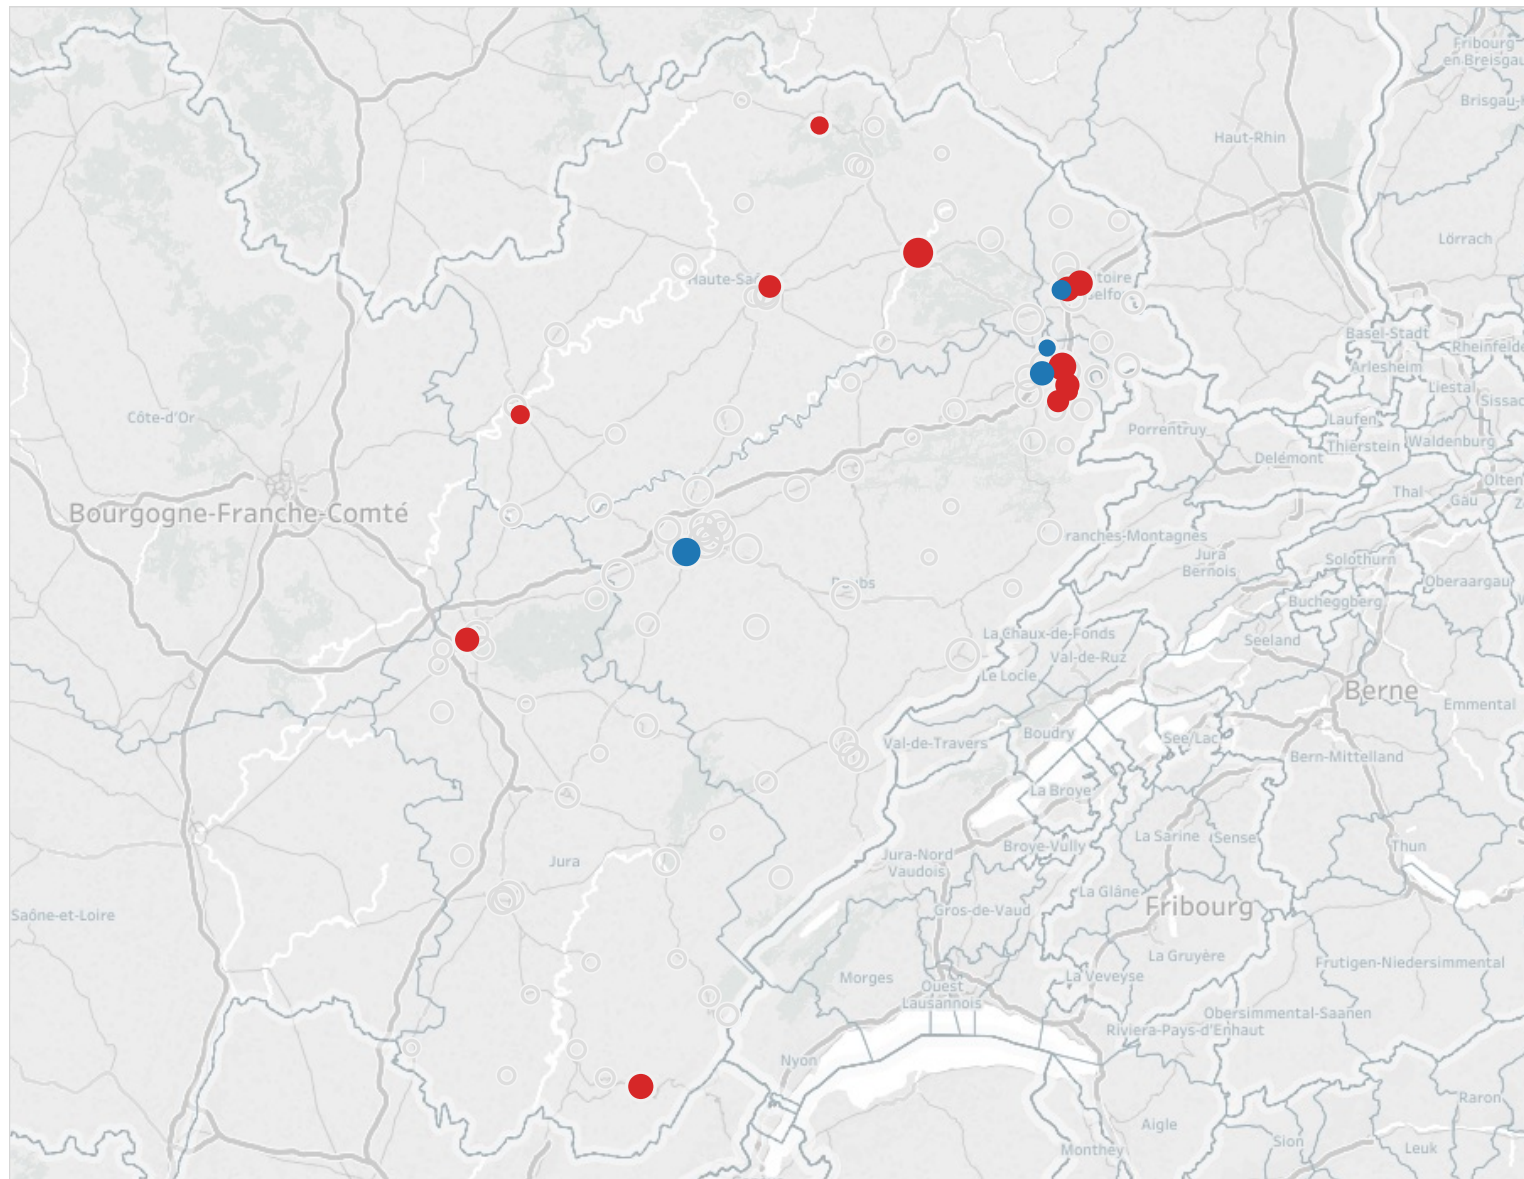 Fribourg
en Breisgau
Brisgau-
Haut-Rhin
Lörrach
Haute-Sa
toire
elfo
Basel-Stadt
Rheinfelde
Arlesheim
Liestal
Sissac
Côte-d'Or
Laufen
Porrentruy
Waldenburg
Thierstein
Delémont
Olten
Thal
Gau
Bourgogne-Franche-Comté
ranches-Montagnes
Jura
Bernois
Solothurn
Oberaargau
Bucheggberg
La Chaux-de-Fonds
Seeland
Val-de-Ruz
Le Locle
Berne
Emmental
Boudry
See/Lac
Val-de-Travers
Bern-Mittelland
La Broye
La Sarine
Sense
Broye-Vully
Thun
Jura
Jura-Nord
Vaudois
La Glâne
Saône-et-Loire
Gros-de-Vaud
Fribourg
La Gruyère
Frutigen-Niedersimmental
Morges
La Veveyse
Ouest
Lausannois
Obersimmental-Saanen
Riviera-Pays-d'Enhaut
Nyon
Raron
Aigle
Sion
Leuk
Monthey